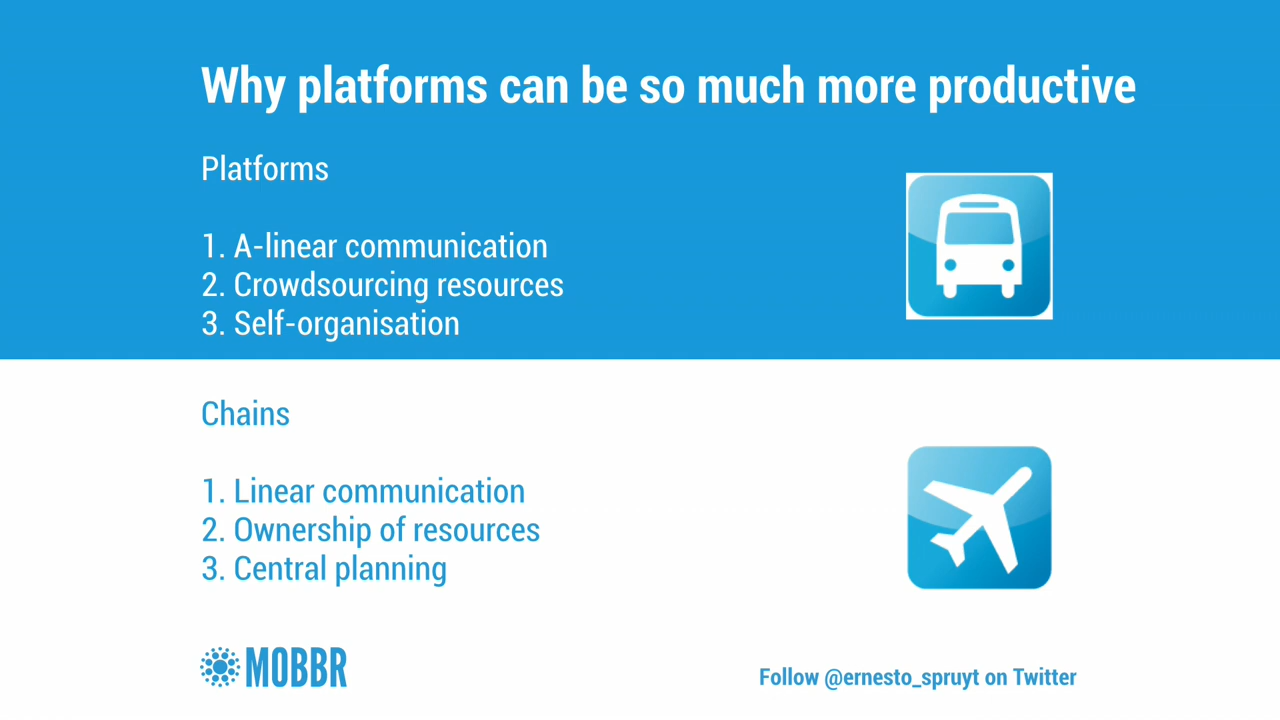 Why platforms can be so much more productive
Platforms
1. A-linear communication
2. Crowdsourcing resources
3. Self-organisation
Chains
1. Linear communication
2. Ownership of resources
3. Central planning
MOBBR
Follow @ernesto_spruyt on Twitter